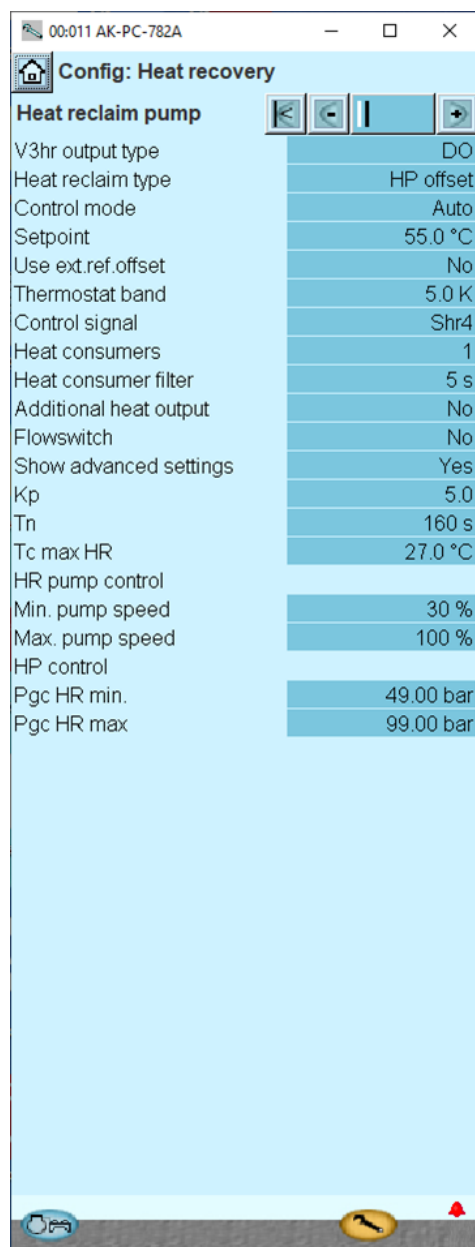 00:011 AK-PC-782A
Config: Heat recovery
Heat reclaim pump
V3hr output type DO
Heat reclaim type HP offset
Control mode Auto
Setpoint 55.0 °C
Use ext.ref.offset No
Thermostat band 5.0 K
Control signal Shr4
Heat consumers 1
Heat consumer filter 5 s
Additional heat output No
Flowswitch No
Show advanced settings Yes
Kp 5.0
Tn 160 s
Tc max HR 27.0 °C
HR pump control
Min. pump speed 30 %
Max. pump speed 100 %
HP control
Pgc HR min. 49.00 bar
Pgc HR max 99.00 bar